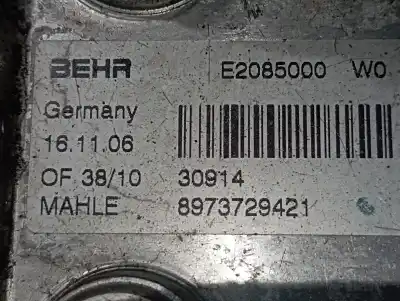 BEHR E2085000 W0
Germany
16.11.06
OF 38/10 30914
MAHLE 8973729421